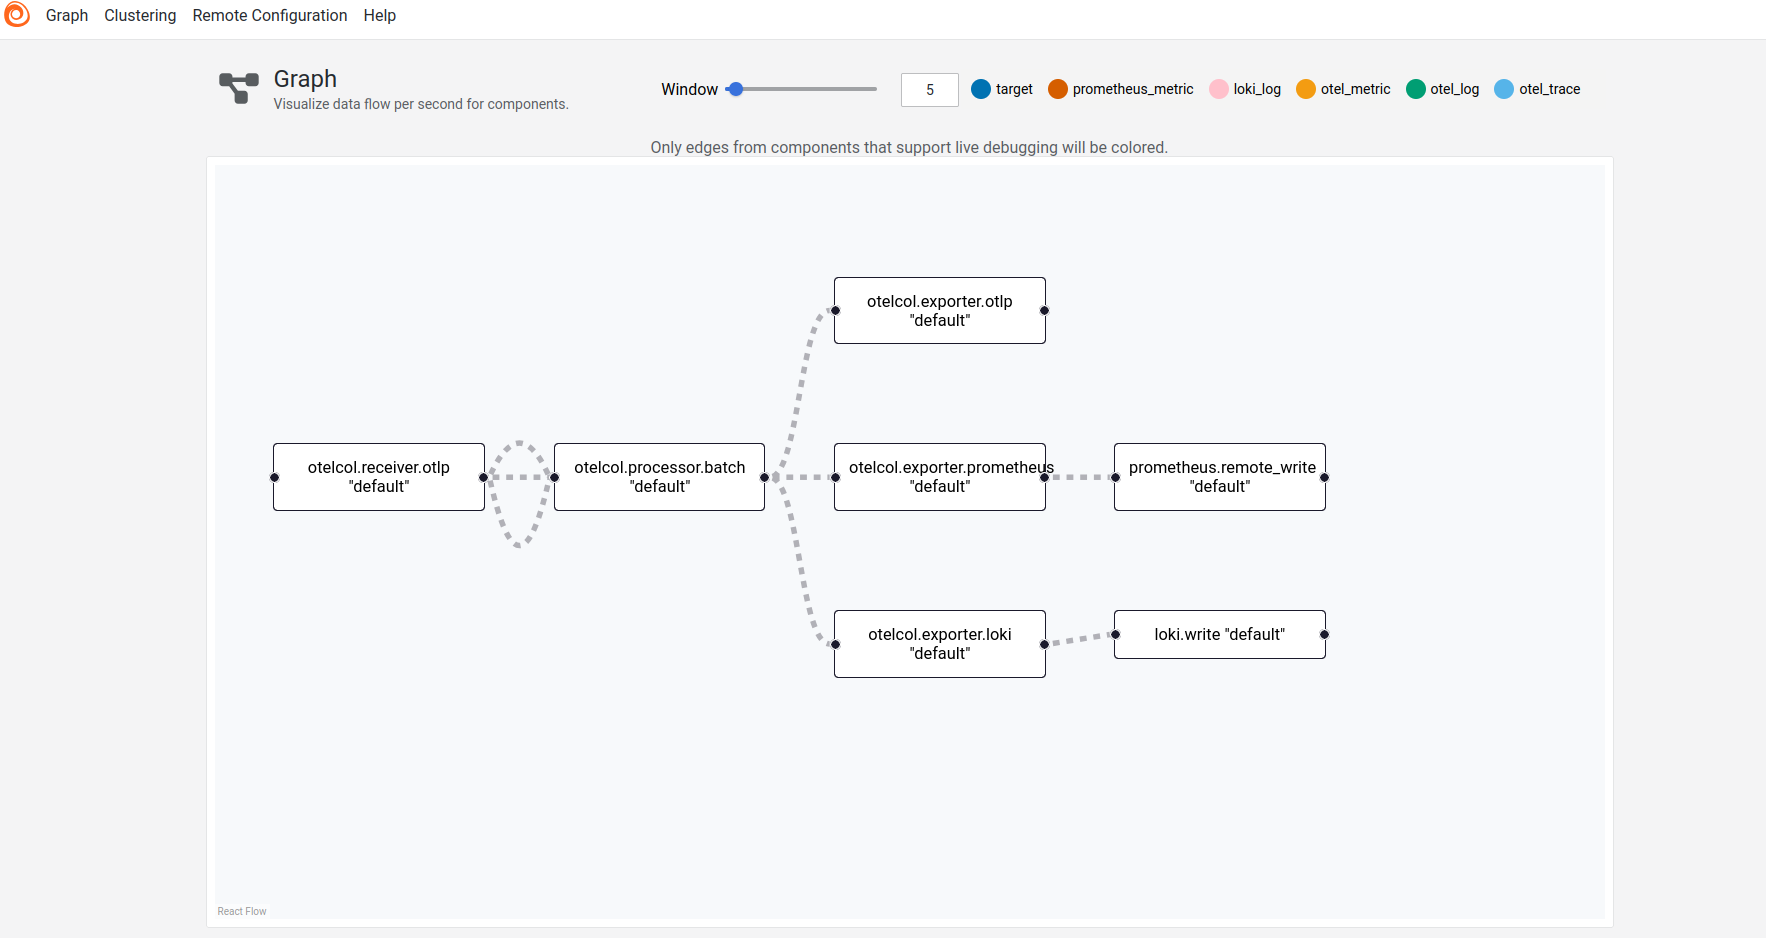 Graph Clustering Remote Configuration Help
Graph
Visualize data flow per second for components.
Window 5 target prometheus_metric loki_log otel_metric otel_log otel_trace
Only edges from components that support live debugging will be colored.
otelcol.exporter.otlp
"default"
otelcol.receiver.otlp
"default"
otelcol.processor.batch
"default"
otelcol.exporter.prometheus
"default"
prometheus.remote_write
"default"
otelcol.exporter.loki
"default"
loki.write "default"
React Flow